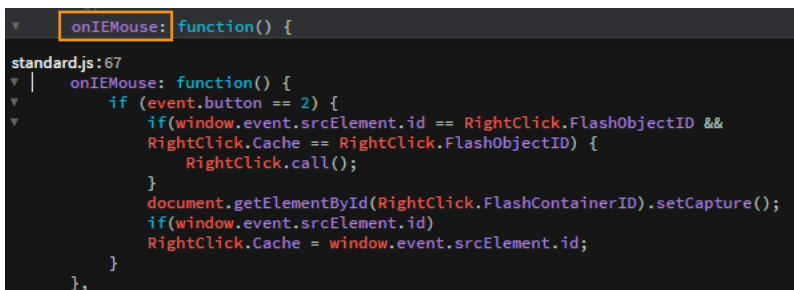 onIEMouse: function() {
standard.js:67
onIEMouse: function() {
if (event.button == 2) {
if(window.event.srcElement.id == RightClick.FlashObjectID &&
RightClick.Cache == RightClick.FlashObjectID) {
RightClick.call();
}
document.getElementById(RightClick.FlashContainerID).setCapture();
if(window.event.srcElement.id)
RightClick.Cache = window.event.srcElement.id;
}
},